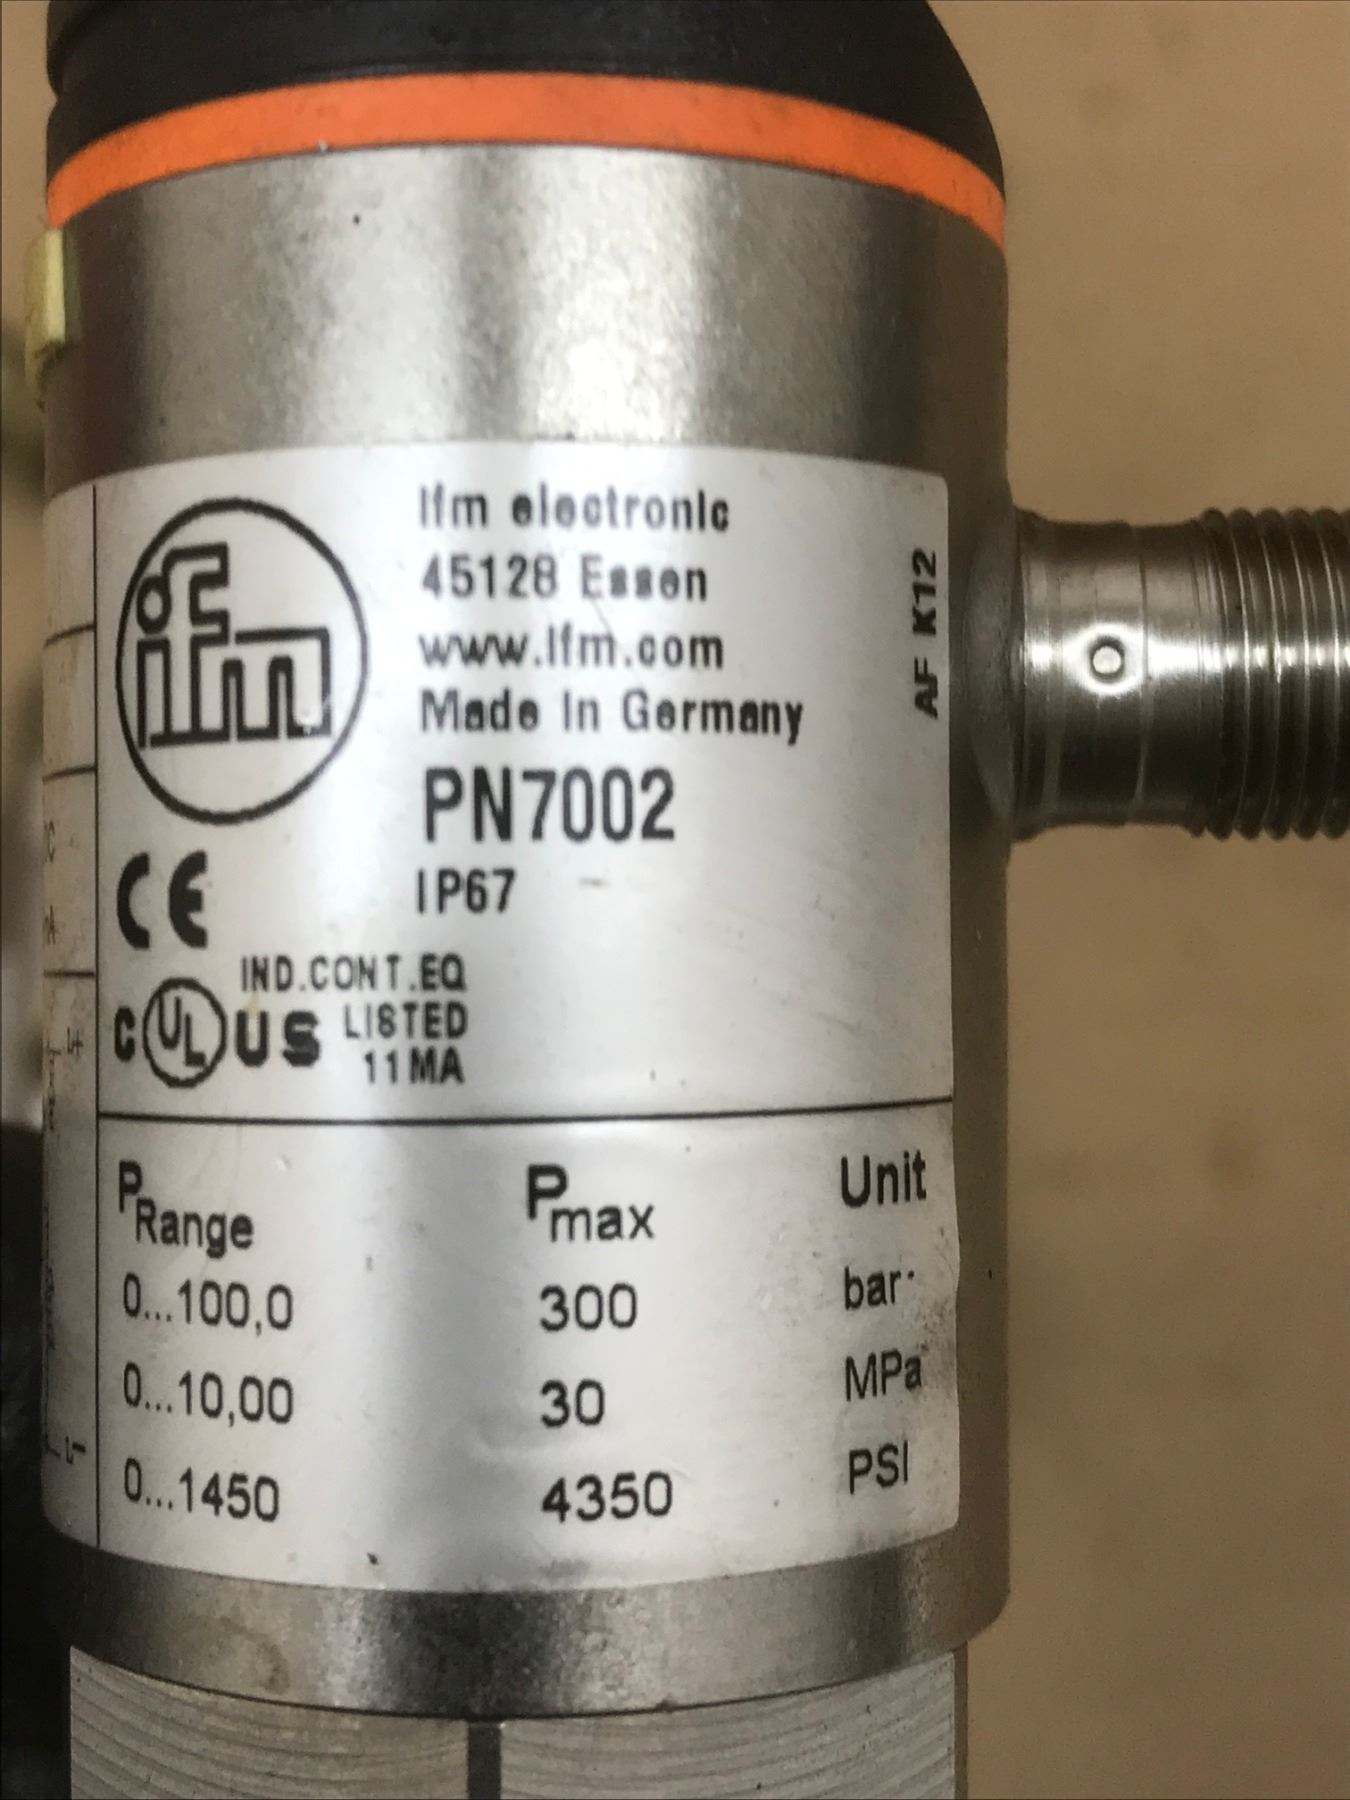 ifm
ifm electronic
45128 Essen
www.ifm.com
Made in Germany
PN7002
IP67
AF K12
CE
IND.CONT.EQ
C UL US LISTED
11MA
PRange Pmax Unit
0...100,0 300 bar
0...10,00 30 MPa
0...1450 4350 PSI